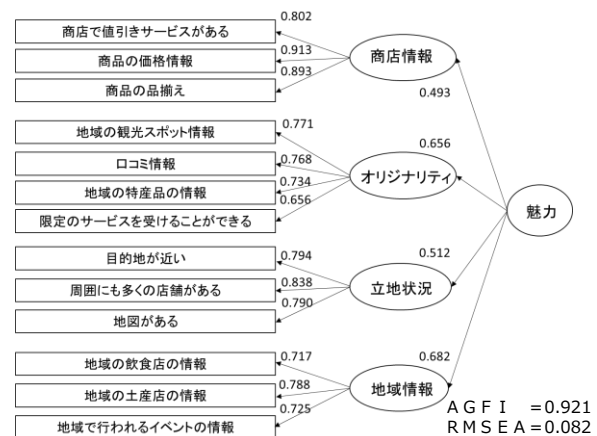 0.802
商店で値引きサービスがある
0.913
商品の価格情報
0.893
商品の品揃え
商店情報
0.493
0.771
地域の観光スポット情報
0.768
口コミ情報
0.734
地域の特産品の情報
0.656
限定のサービスを受けることができる
0.656
オリジナリティ
魅力
0.794
目的地が近い
0.838
周囲にも多くの店舗がある
0.790
地図がある
0.512
立地状況
0.717
地域の飲食店の情報
0.788
地域の土産店の情報
0.725
地域で行われるイベントの情報
0.682
地域情報
ＡＧＦＩ =0.921
ＲＭＳＥＡ=0.082